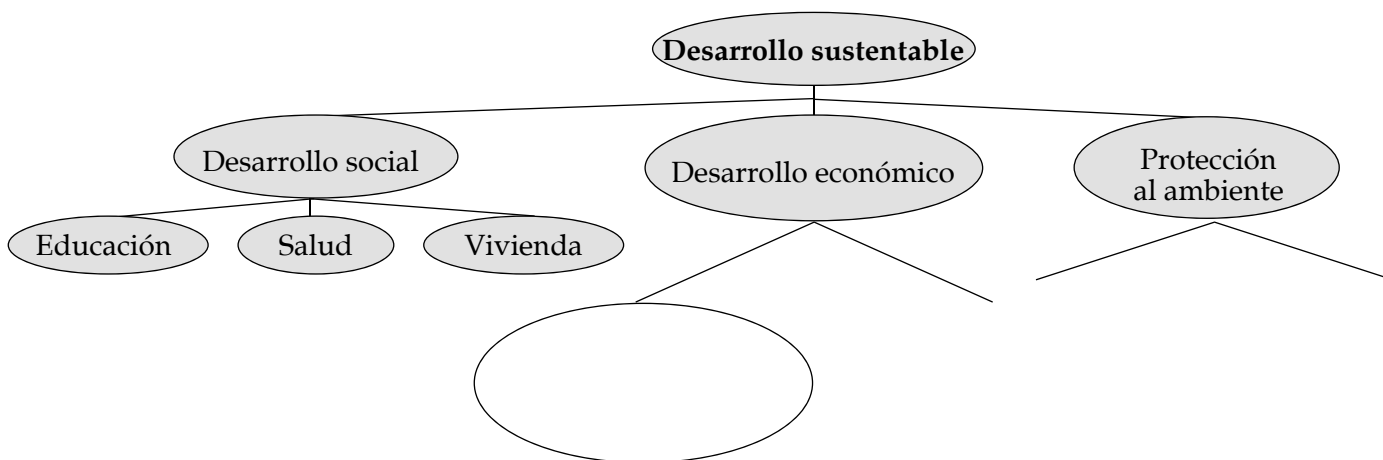 Desarrollo sustentable
Desarrollo social
Desarrollo económico
Protección
al ambiente
Educación
Salud
Vivienda